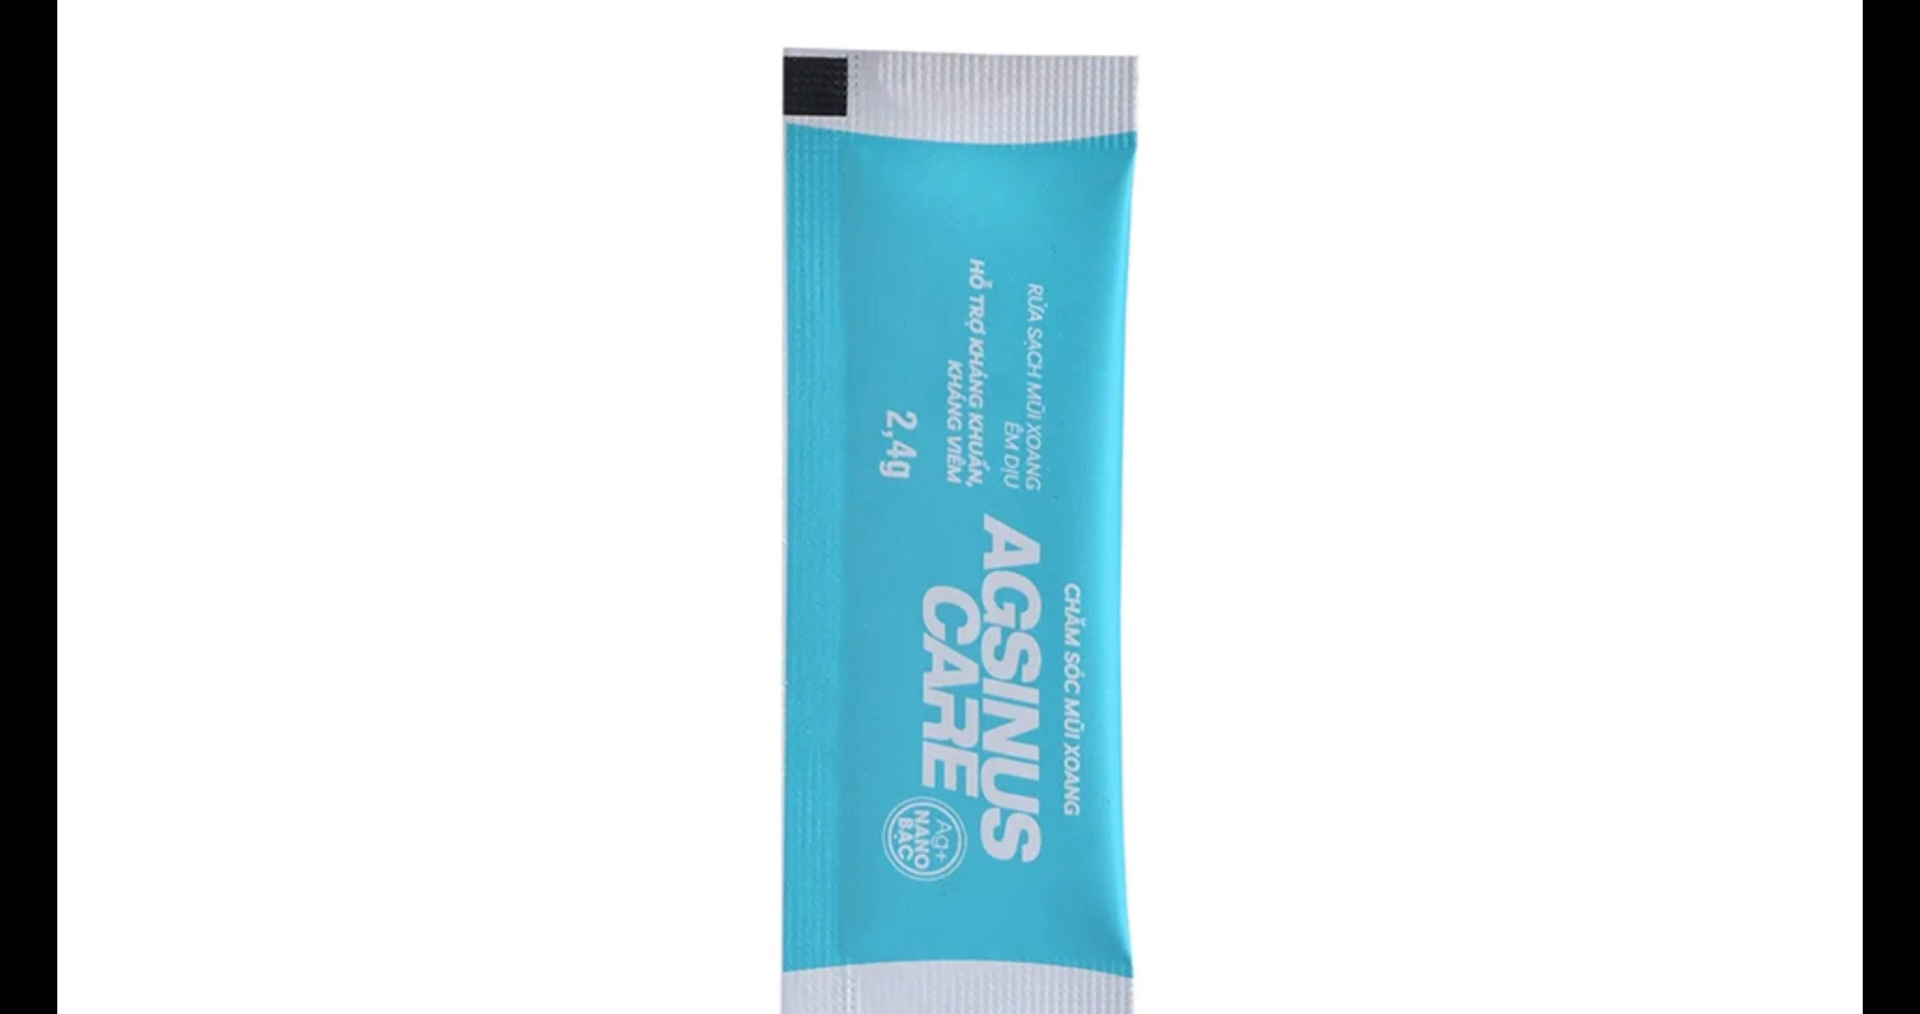 CHĂM SÓC MŨI XOANG
AGSINUS
CARE
Ag+
NANO
BẠC
RỬA SẠCH MŨI XOANG
ÊM DỊU
HỖ TRỢ KHÁNG KHUẨN,
KHÁNG VIÊM
2,4g